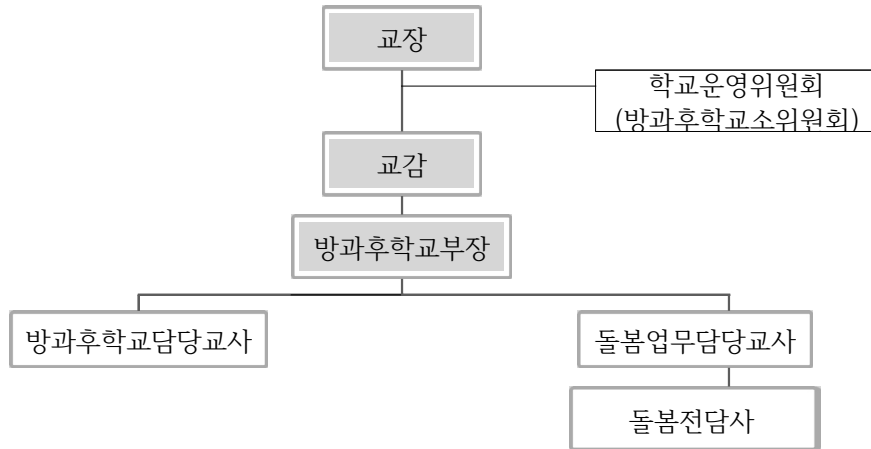 교장
학교운영위원회
(방과후학교소위원회)
교감
방과후학교부장
방과후학교담당교사
돌봄업무담당교사
돌봄전담사